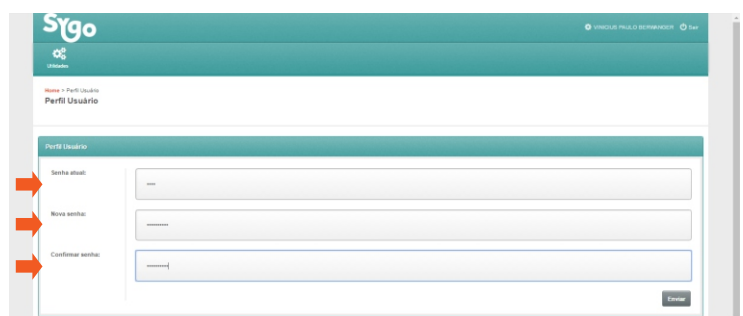 Sygo
VINICIUS PAULO BERWANGER Sair
Utilidades
Home > Perfil Usuário
Perfil Usuário
Perfil Usuário
Senha atual:
Nova senha:
Confirmar senha:
Enviar